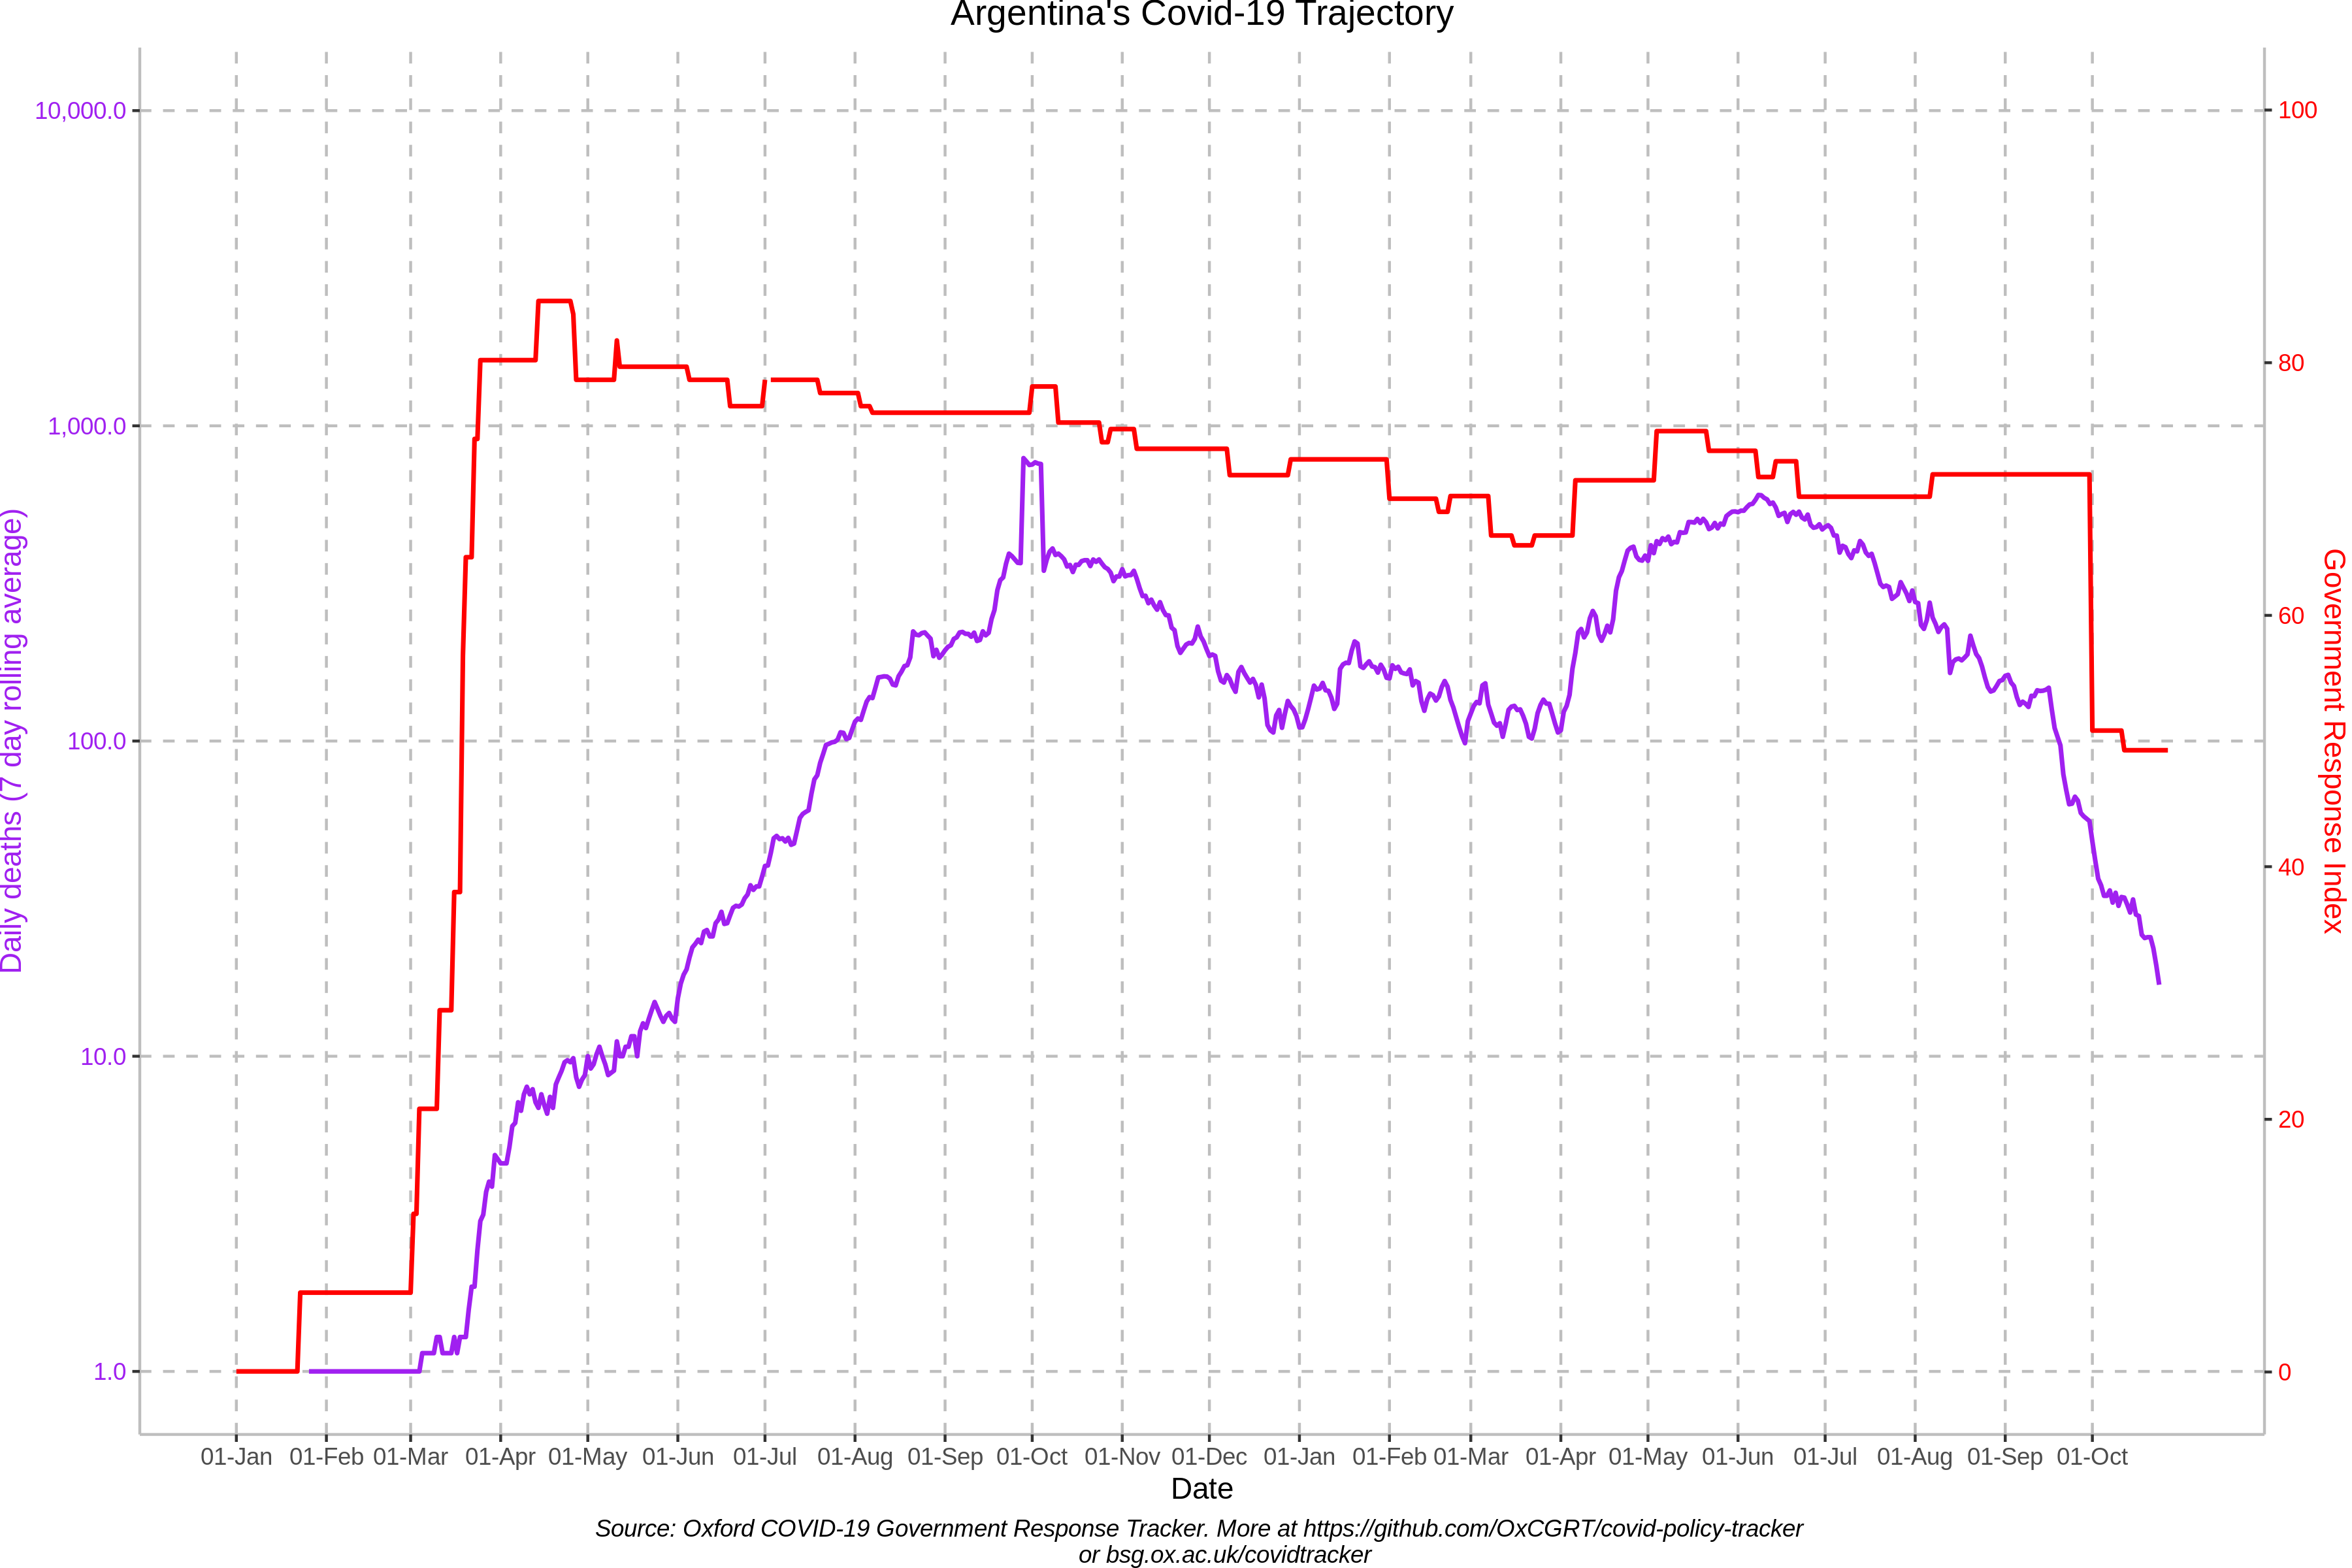 Argentina's Covid-19 Trajectory
10,000.0
1,000.0
100.0
10.0
1.0
Daily deaths (7 day rolling average)
100
80
60
40
20
0
Government Response Index
01-Jan 01-Feb 01-Mar 01-Apr 01-May 01-Jun 01-Jul 01-Aug 01-Sep 01-Oct 01-Nov 01-Dec 01-Jan 01-Feb 01-Mar 01-Apr 01-May 01-Jun 01-Jul 01-Aug 01-Sep 01-Oct
Date
Source: Oxford COVID-19 Government Response Tracker. More at https://github.com/OxCGRT/covid-policy-tracker
or bsg.ox.ac.uk/covidtracker